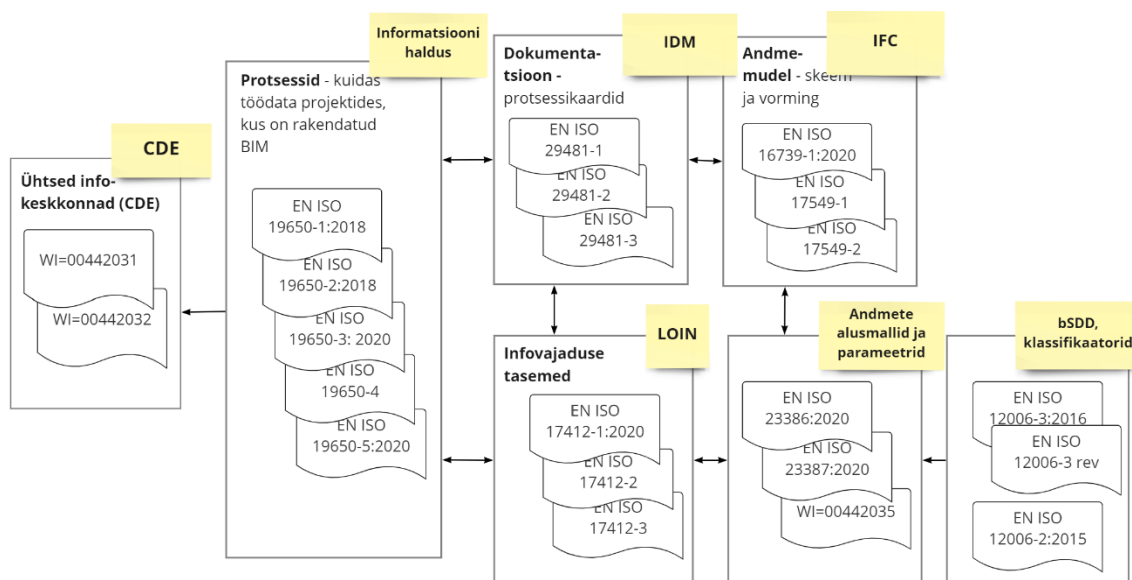 CDE
Ühtsed info-
keskkonnad (CDE)
WI=00442031
WI=00442032
Informatsiooni
haldus
Protsessid - kuidas
töödata projektides,
kus on rakendatud
BIM
EN ISO
19650-1:2018
EN ISO
19650-2:2018
EN ISO
19650-3: 2020
EN ISO
19650-4
EN ISO
19650-5:2020
IDM
Dokumenta-
tsioon -
protsessikaardid
EN ISO
29481-1
EN ISO
29481-2
EN ISO
29481-3
IFC
Andme-
mudel - skeem
ja vorming
EN ISO
16739-1:2020
EN ISO
17549-1
EN ISO
17549-2
LOIN
Infovajaduse
tasemed
EN ISO
17412-1:2020
EN ISO
17412-2
EN ISO
17412-3
Andmete
alusmallid ja
parameetrid
EN ISO
23386:2020
EN ISO
23387:2020
WI=00442035
bSDD,
klassifikaatorid
EN ISO
12006-3:2016
EN ISO
12006-3 rev
EN ISO
12006-2:2015